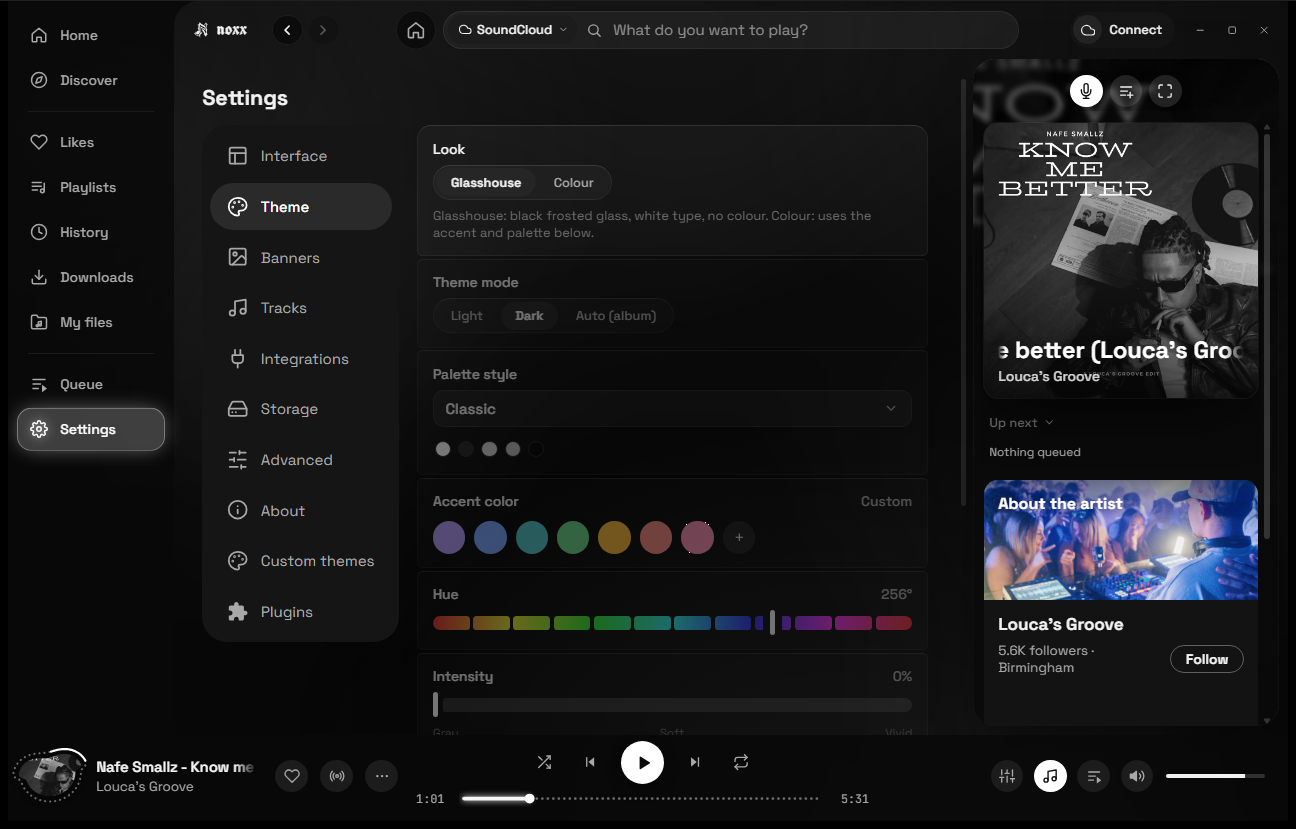 Home
Discover
Likes
Playlists
History
Downloads
My files
Queue
Settings
noxx
SoundCloud
What do you want to play?
Connect
Settings
Interface
Theme
Banners
Tracks
Integrations
Storage
Advanced
About
Custom themes
Plugins
Look
Glasshouse Colour
Glasshouse: black frosted glass, white type, no colour. Colour: uses the
accent and palette below.
Theme mode
Light Dark Auto (album)
Palette style
Classic
Accent color Custom
+
Hue 256°
Intensity 0%
Gray Soft Vivid
NAFE SMALLZ
KNOW
ME
BETTER
e better (Louca's Groo
Louca's Groove
Up next
Nothing queued
About the artist
Louca's Groove
5.6K followers ·
Birmingham
Follow
Nafe Smallz - Know me
Louca's Groove
1:01 5:31